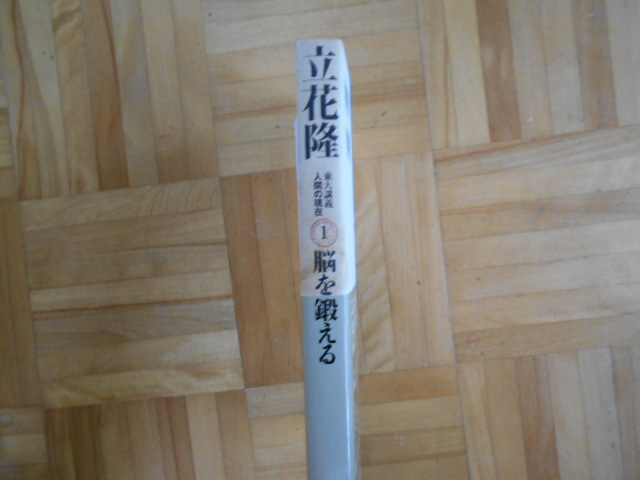 立花隆
東大講義
人間の現在
1
脳を鍛える